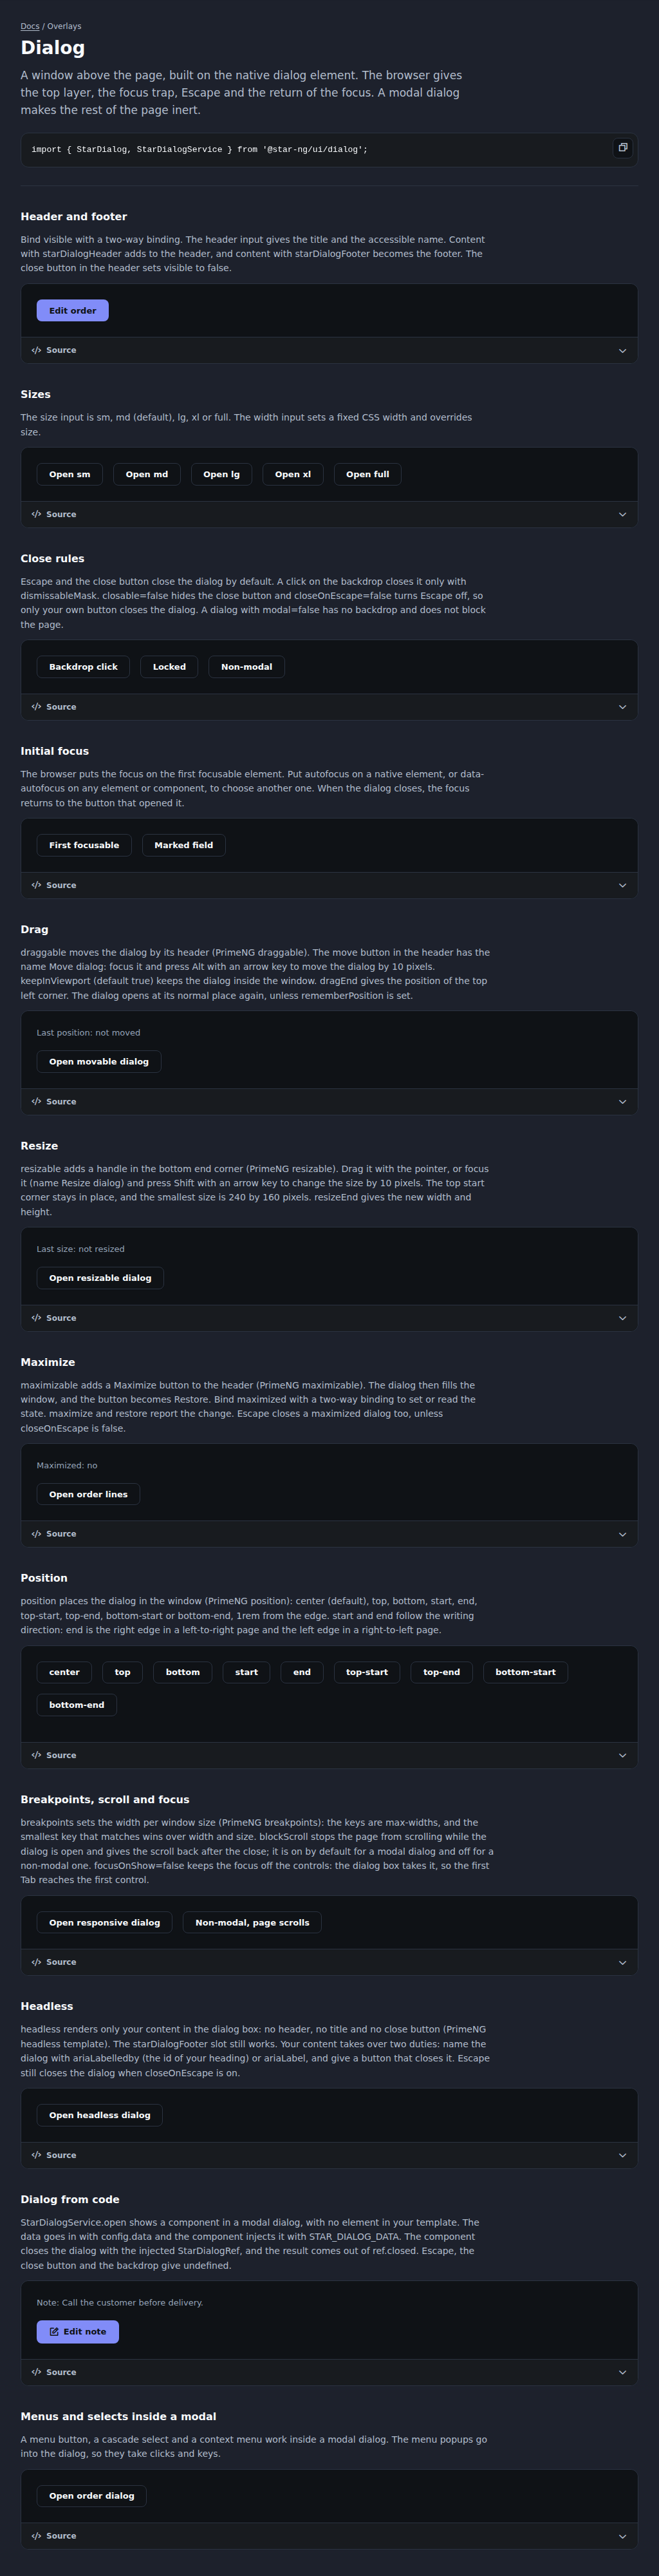 Docs / Overlays
Dialog
A window above the page, built on the native dialog element. The browser gives
the top layer, the focus trap, Escape and the return of the focus. A modal dialog
makes the rest of the page inert.
import { StarDialog, StarDialogService } from '@star-ng/ui/dialog';
Header and footer
Bind visible with a two-way binding. The header input gives the title and the accessible name. Content
with starDialogHeader adds to the header, and content with starDialogFooter becomes the footer. The
close button in the header sets visible to false.
Edit order
Source
Sizes
The size input is sm, md (default), lg, xl or full. The width input sets a fixed CSS width and overrides
size.
Open sm Open md Open lg Open xl Open full
Source
Close rules
Escape and the close button close the dialog by default. A click on the backdrop closes it only with
dismissableMask. closable=false hides the close button and closeOnEscape=false turns Escape off, so
only your own button closes the dialog. A dialog with modal=false has no backdrop and does not block
the page.
Backdrop click Locked Non-modal
Source
Initial focus
The browser puts the focus on the first focusable element. Put autofocus on a native element, or data-
autofocus on any element or component, to choose another one. When the dialog closes, the focus
returns to the button that opened it.
First focusable Marked field
Source
Drag
draggable moves the dialog by its header (PrimeNG draggable). The move button in the header has the
name Move dialog: focus it and press Alt with an arrow key to move the dialog by 10 pixels.
keepInViewport (default true) keeps the dialog inside the window. dragEnd gives the position of the top
left corner. The dialog opens at its normal place again, unless rememberPosition is set.
Last position: not moved
Open movable dialog
Source
Resize
resizable adds a handle in the bottom end corner (PrimeNG resizable). Drag it with the pointer, or focus
it (name Resize dialog) and press Shift with an arrow key to change the size by 10 pixels. The top start
corner stays in place, and the smallest size is 240 by 160 pixels. resizeEnd gives the new width and
height.
Last size: not resized
Open resizable dialog
Source
Maximize
maximizable adds a Maximize button to the header (PrimeNG maximizable). The dialog then fills the
window, and the button becomes Restore. Bind maximized with a two-way binding to set or read the
state. maximize and restore report the change. Escape closes a maximized dialog too, unless
closeOnEscape is false.
Maximized: no
Open order lines
Source
Position
position places the dialog in the window (PrimeNG position): center (default), top, bottom, start, end,
top-start, top-end, bottom-start or bottom-end, 1rem from the edge. start and end follow the writing
direction: end is the right edge in a left-to-right page and the left edge in a right-to-left page.
center top bottom start end top-start top-end bottom-start
bottom-end
Source
Breakpoints, scroll and focus
breakpoints sets the width per window size (PrimeNG breakpoints): the keys are max-widths, and the
smallest key that matches wins over width and size. blockScroll stops the page from scrolling while the
dialog is open and gives the scroll back after the close; it is on by default for a modal dialog and off for a
non-modal one. focusOnShow=false keeps the focus off the controls: the dialog box takes it, so the first
Tab reaches the first control.
Open responsive dialog Non-modal, page scrolls
Source
Headless
headless renders only your content in the dialog box: no header, no title and no close button (PrimeNG
headless template). The starDialogFooter slot still works. Your content takes over two duties: name the
dialog with ariaLabelledby (the id of your heading) or ariaLabel, and give a button that closes it. Escape
still closes the dialog when closeOnEscape is on.
Open headless dialog
Source
Dialog from code
StarDialogService.open shows a component in a modal dialog, with no element in your template. The
data goes in with config.data and the component injects it with STAR_DIALOG_DATA. The component
closes the dialog with the injected StarDialogRef, and the result comes out of ref.closed. Escape, the
close button and the backdrop give undefined.
Note: Call the customer before delivery.
Edit note
Source
Menus and selects inside a modal
A menu button, a cascade select and a context menu work inside a modal dialog. The menu popups go
into the dialog, so they take clicks and keys.
Open order dialog
Source